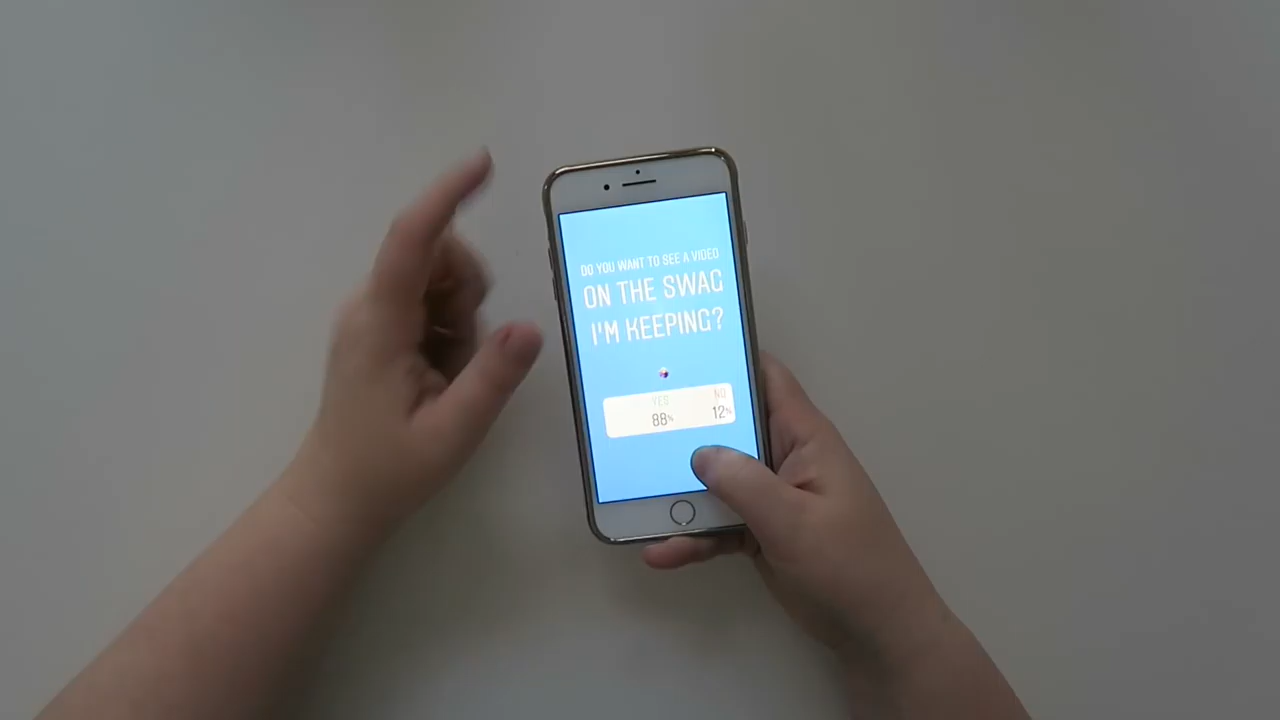 DO YOU WANT TO SEE A VIDEO
ON THE SWAG
I'M KEEPING?
YES NO
88% 12%